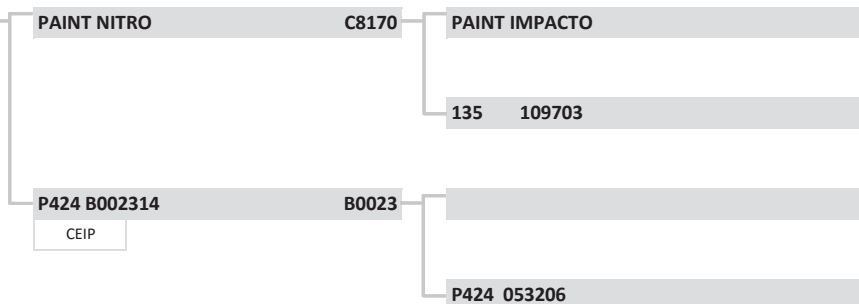 PAINT NITRO C8170 PAINT IMPACTO
135 109703
P424 B002314 B0023
CEIP
P424 053206